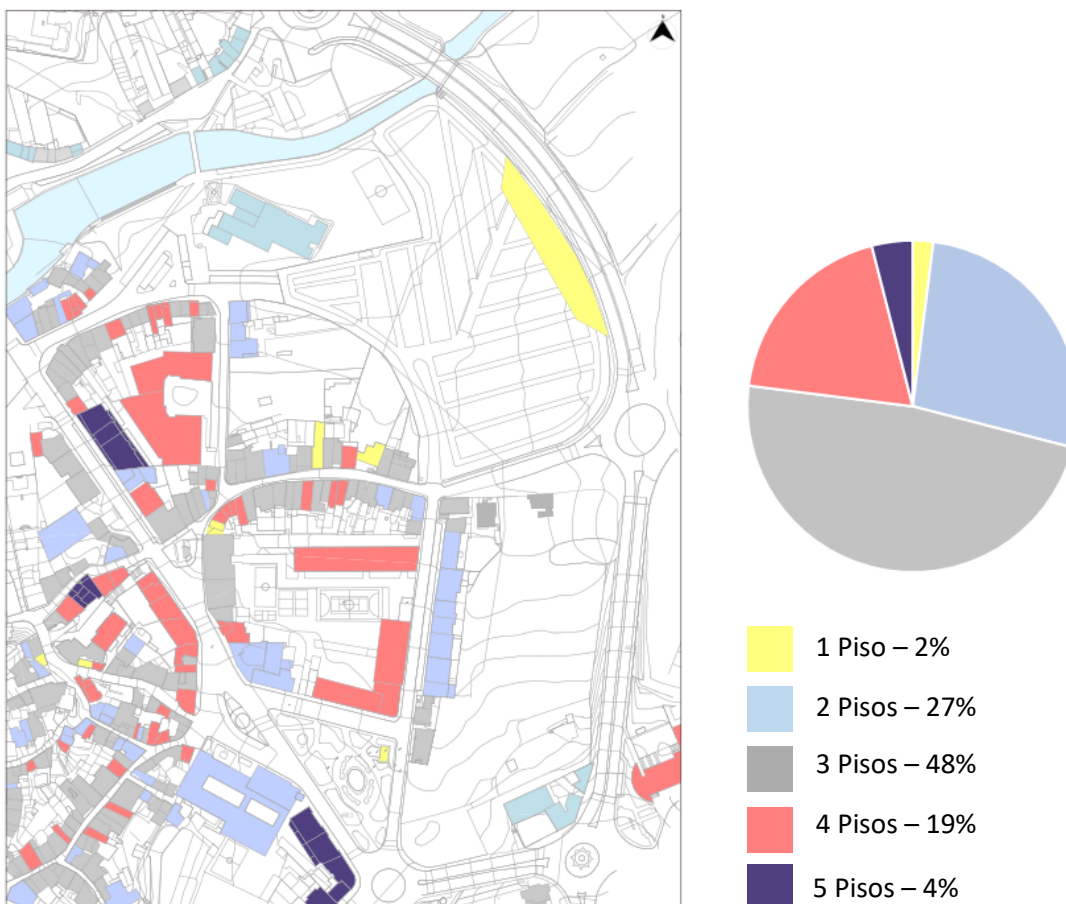 1 Piso – 2%
2 Pisos – 27%
3 Pisos – 48%
4 Pisos – 19%
5 Pisos – 4%